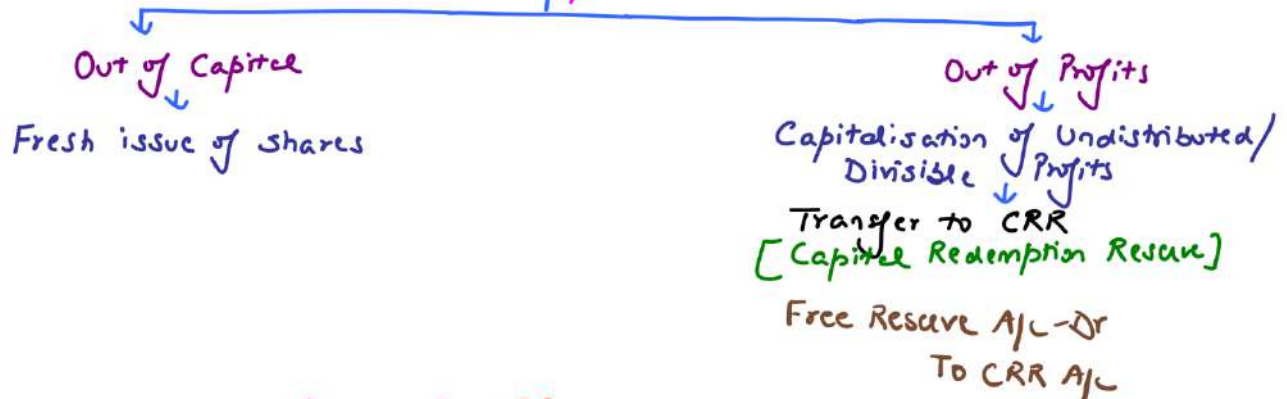 Out of Capital
Fresh issue of shares
Out of Profits
Capitalisation of Undistributed/
Divisible Profits
Transfer to CRR
[Capital Redemption Reserve]
Free Reserve A/c-Dr
To CRR A/c